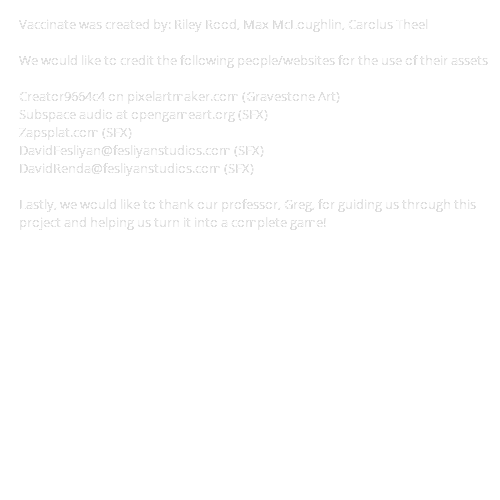 Vaccinate was created by: Riley Rood, Max McLoughlin, Carolus Theel
We would like to credit the following people/websites for the use of their assets
Creator9664c4 on pixelartmaker.com (Gravestone Art)
Subspace audio at opengameart.org (SFX)
Zapsplat.com (SFX)
DavidFesliyan@fesliyanstudios.com (SFX)
DavidRenda@fesliyanstudios.com (SFX)
Lastly, we would like to thank our professor, Greg, for guiding us through this
project and helping us turn it into a complete game!